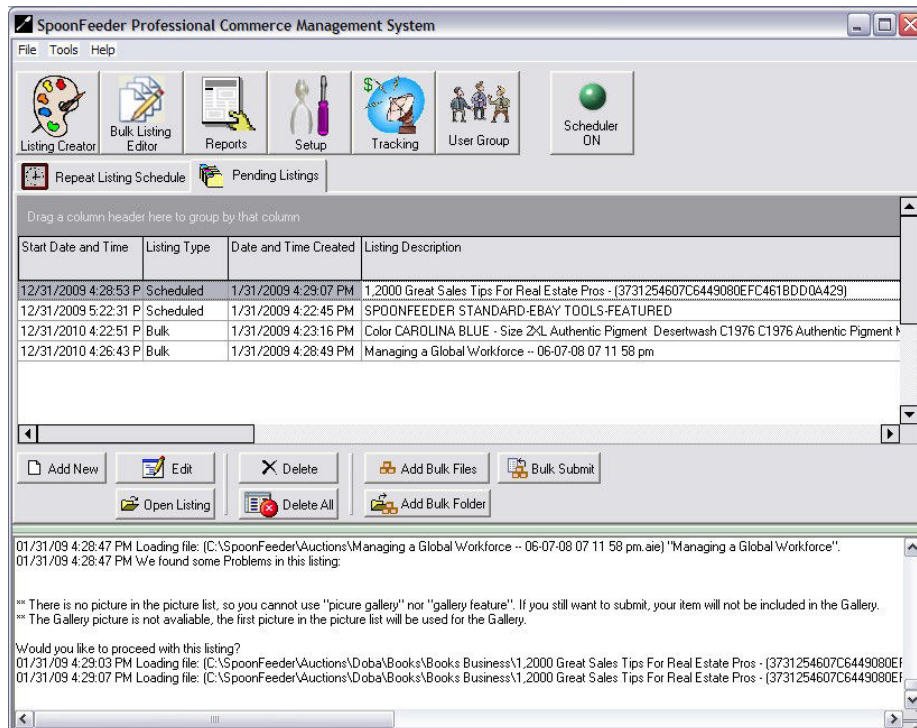 SpoonFeeder Professional Commerce Management System
File Tools Help
Listing Creator
Bulk Listing
Editor
Reports
Setup
Tracking
User Group
Scheduler
ON
Repeat Listing Schedule
Pending Listings
Drag a column header here to group by that column
Start Date and Time Listing Type Date and Time Created Listing Description
12/31/2009 4:28:53 P Scheduled 1/31/2009 4:29:07 PM 1,2000 Great Sales Tips For Real Estate Pros - (3731254607C6449080EFC461BDD0A429)
12/31/2009 5:22:31 P Scheduled 1/31/2009 4:22:45 PM SPOONFEEDER STANDARD-EBAY TOOLS-FEATURED
12/31/2010 4:22:51 P Bulk 1/31/2009 4:23:16 PM Color CAROLINA BLUE - Size 2XL Authentic Pigment Desertwash C1976 C1976 Authentic Pigment
12/31/2010 4:26:43 P Bulk 1/31/2009 4:28:49 PM Managing a Global Workforce -- 06-07-08 07 11 58 pm
Add New Edit Delete Add Bulk Files Bulk Submit
Open Listing Delete All Add Bulk Folder
01/31/09 4:28:47 PM Loading file: (C:\SpoonFeeder\Auctions\Managing a Global Workforce -- 06-07-08 07 11 58 pm.aie) "Managing a Global Workforce".
01/31/09 4:28:47 PM We found some Problems in this listing:
** There is no picture in the picture list, so you cannot use "picure gallery" nor "gallery feature". If you still want to submit, your item will not be included in the Gallery.
** The Gallery picture is not avaliable, the first picture in the picture list will be used for the Gallery.
Would you like to proceed with this listing?
01/31/09 4:29:03 PM Loading file: (C:\SpoonFeeder\Auctions\Doba\Books\Books Business\1,2000 Great Sales Tips For Real Estate Pros - (3731254607C6449080EF
01/31/09 4:29:07 PM Loading file: (C:\SpoonFeeder\Auctions\Doba\Books\Books Business\1,2000 Great Sales Tips For Real Estate Pros - (3731254607C6449080EF